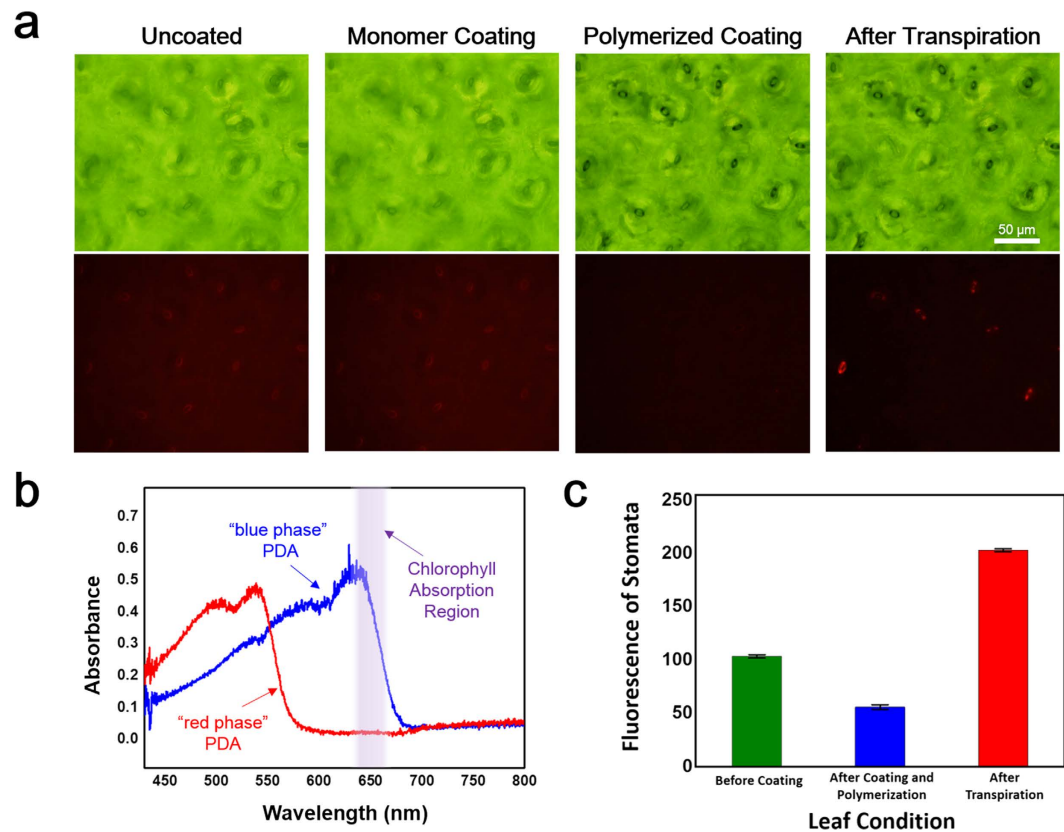 a
Uncoated
Monomer Coating
Polymerized Coating
After Transpiration
50 µm
b
0.7
0.6
0.5
0.4
0.3
0.2
0.1
0.0
Absorbance
"blue phase"
PDA
Chlorophyll
Absorption
Region
"red phase"
PDA
450 500 550 600 650 700 750 800
Wavelength (nm)
c
250
200
150
100
50
0
Fluorescence of Stomata
Before Coating
After Coating and
Polymerization
After
Transpiration
Leaf Condition